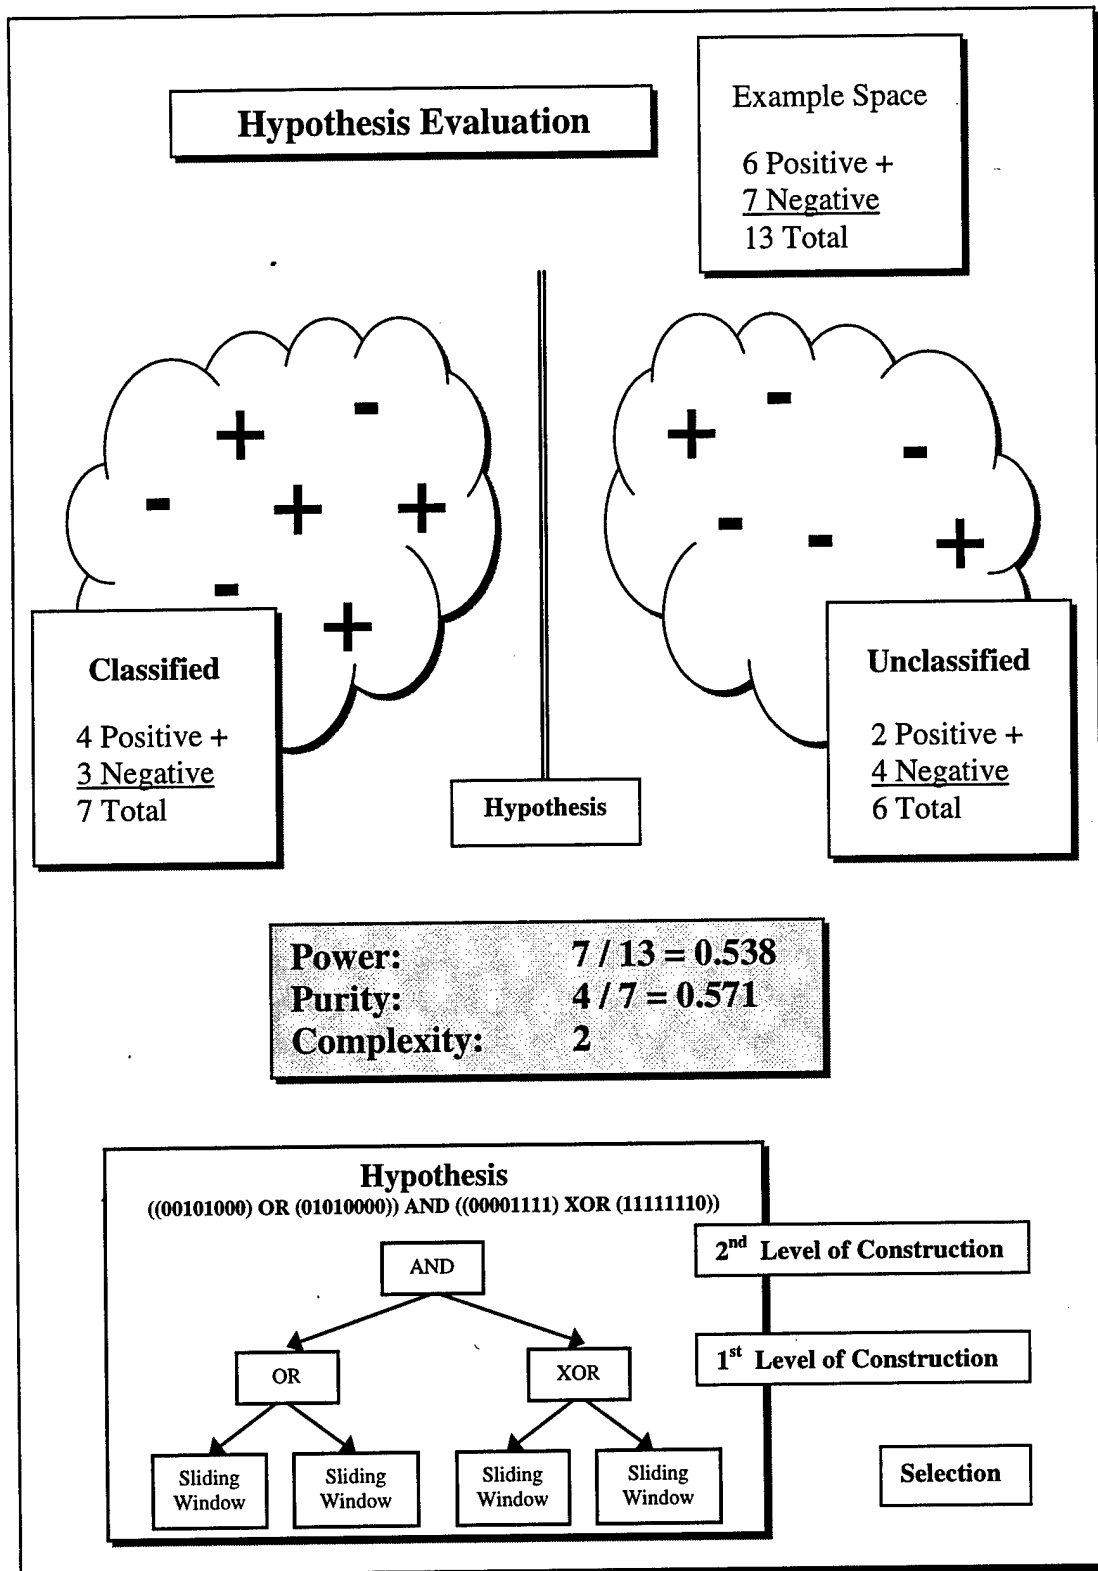 Hypothesis Evaluation
Example Space
6 Positive +
7 Negative
13 Total
+ -
- + +
-
+
+ -
-
- -
+
Classified
4 Positive +
3 Negative
7 Total
Hypothesis
Unclassified
2 Positive +
4 Negative
6 Total
Power: 7 / 13 = 0.538
Purity: 4 / 7 = 0.571
Complexity: 2
Hypothesis
((00101000) OR (01010000)) AND ((00001111) XOR (11111110))
AND
2nd Level of Construction
OR
XOR
1st Level of Construction
Sliding Window
Sliding Window
Sliding Window
Sliding Window
Selection